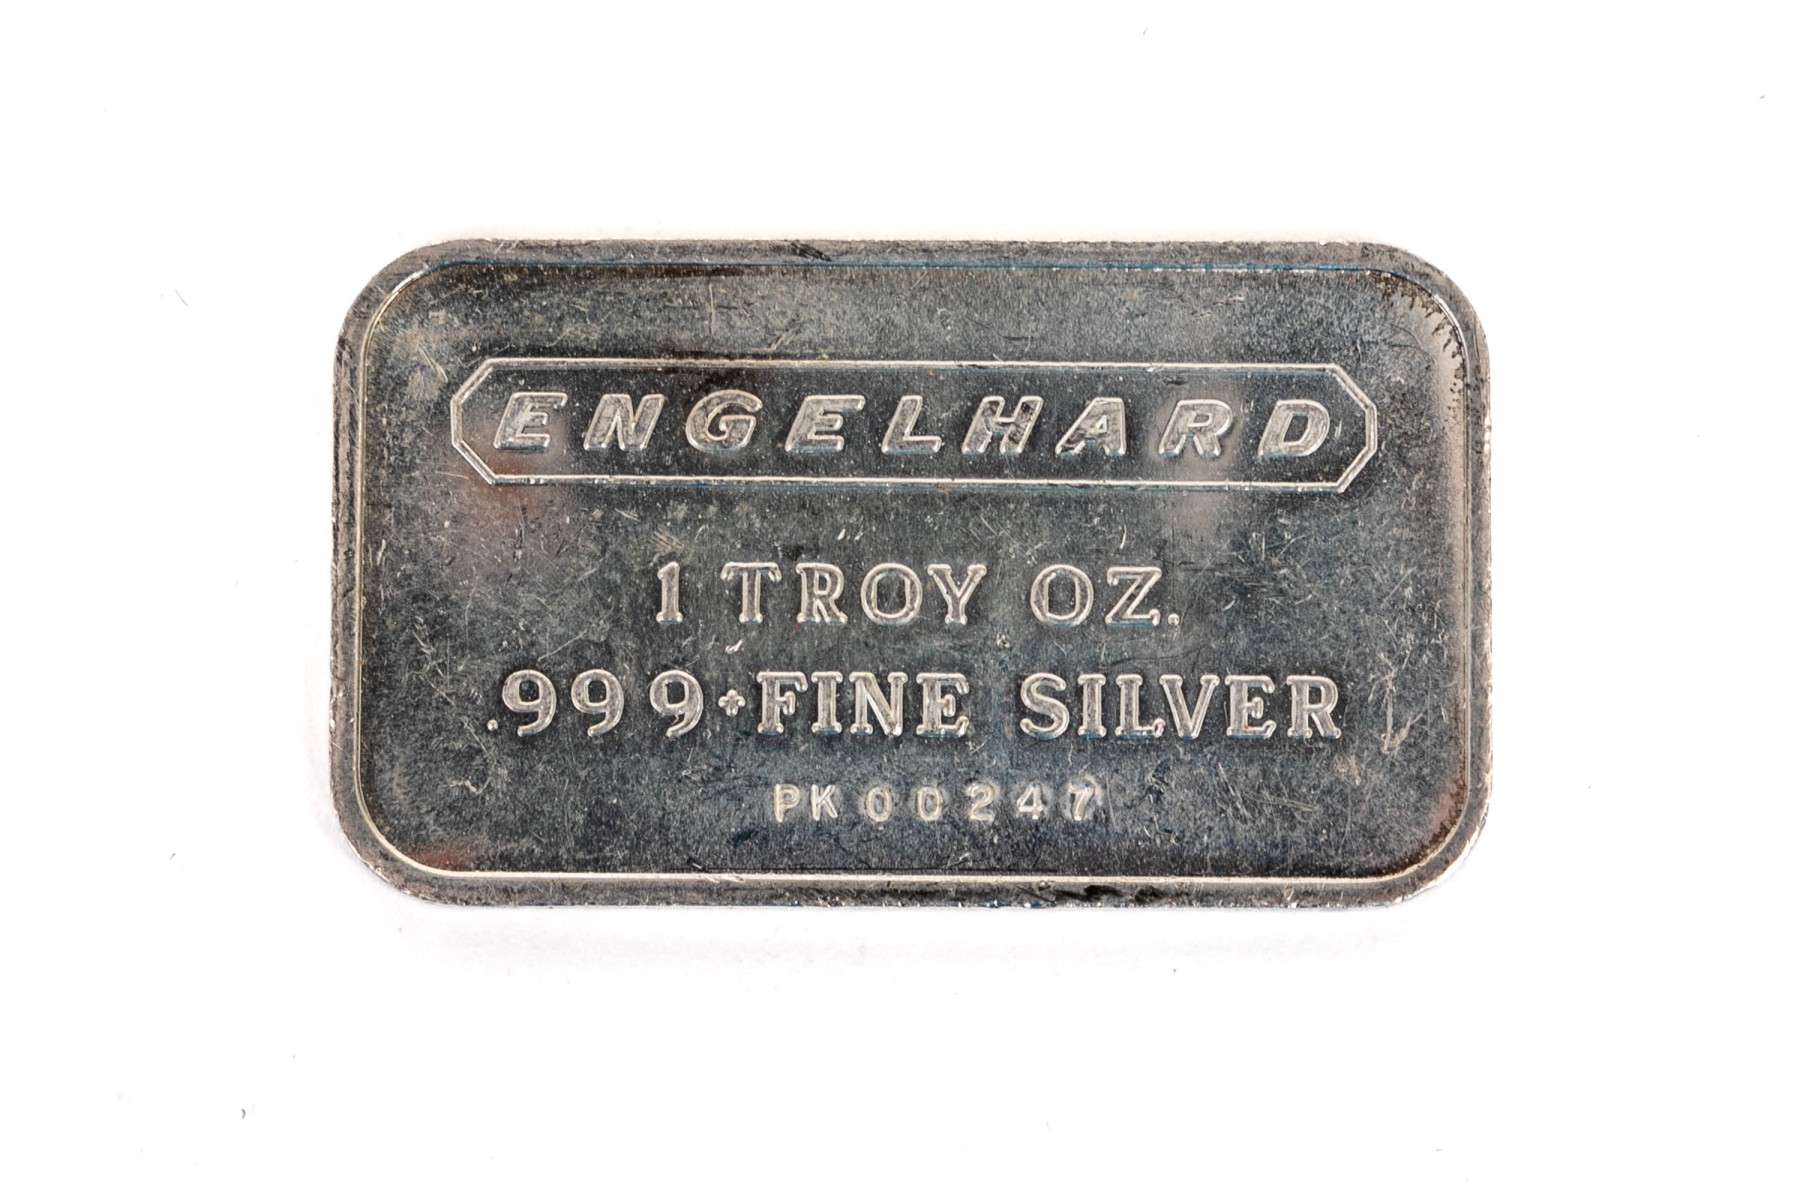 ENGELHARD
1 TROY OZ.
.999+FINE SILVER
PK00247